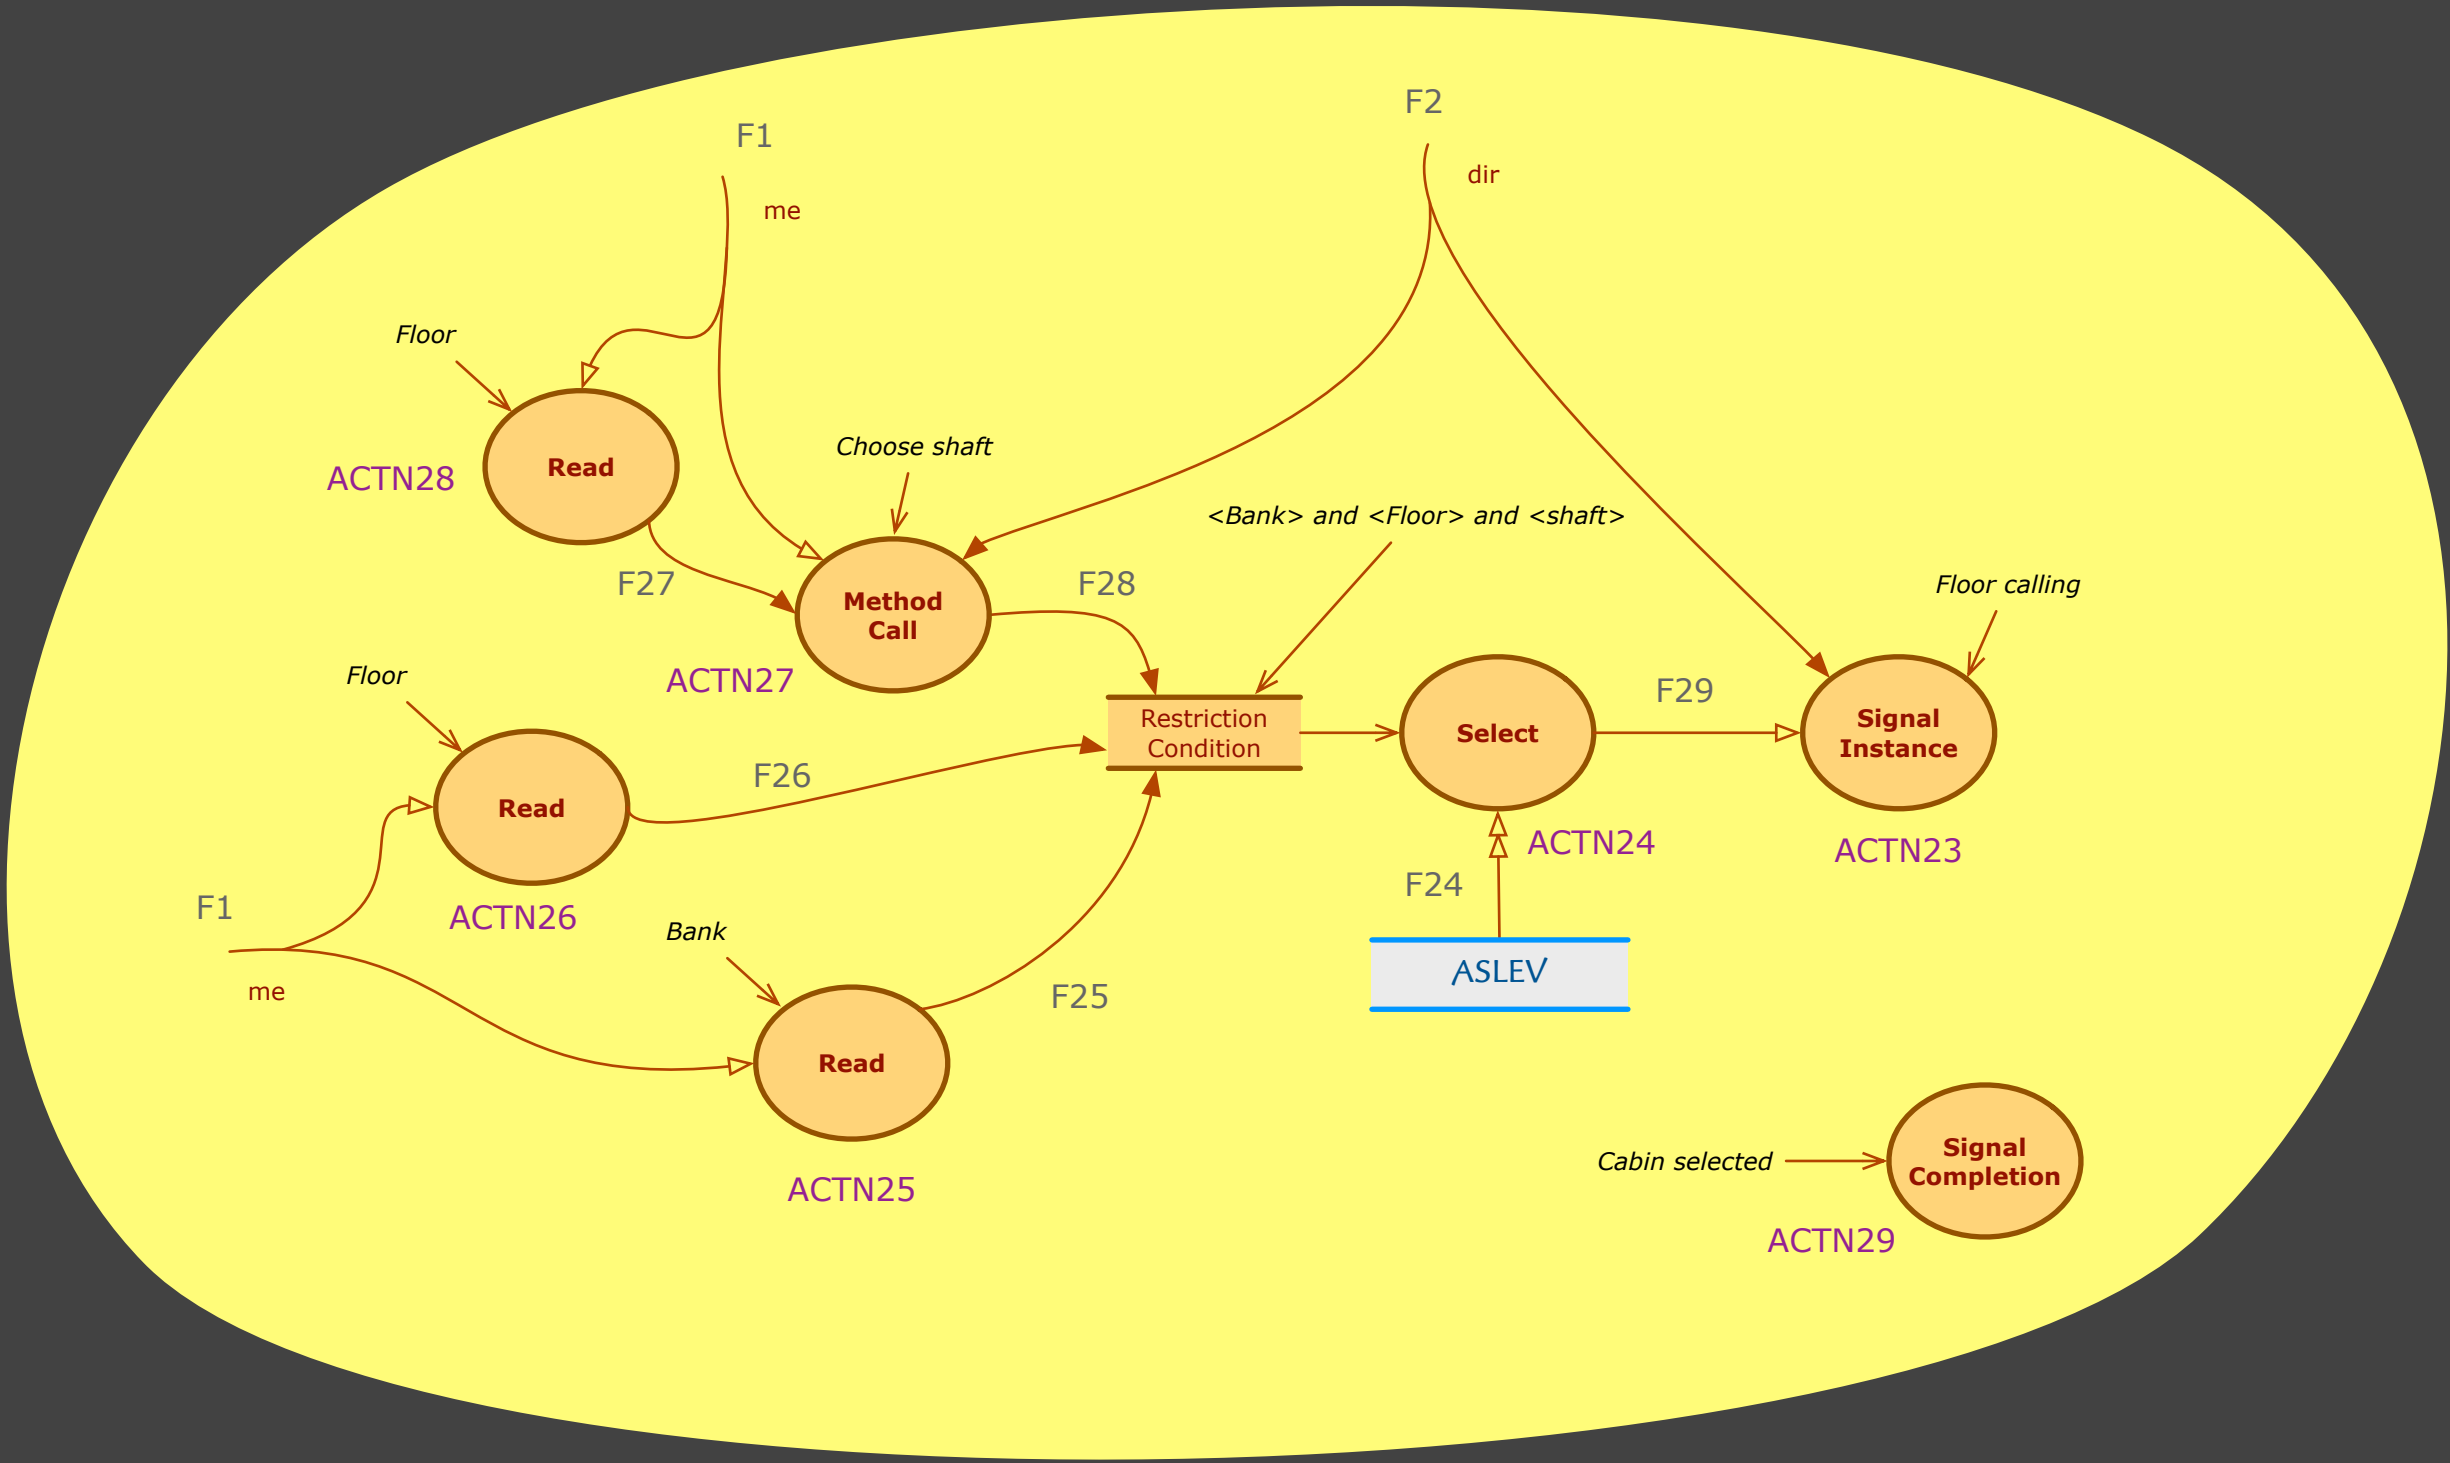 F2
F1
dir
me
Floor
Choose shaft
Read
ACTN28
<Bank> and <Floor> and <shaft>
F27
F28
Floor calling
Method
Call
Floor
ACTN27
F29
Restriction
Condition
Select
Signal
Instance
F26
Read
ACTN24
ACTN23
F24
F1
ACTN26
Bank
ASLEV
me
F25
Read
Cabin selected
Signal
Completion
ACTN25
ACTN29